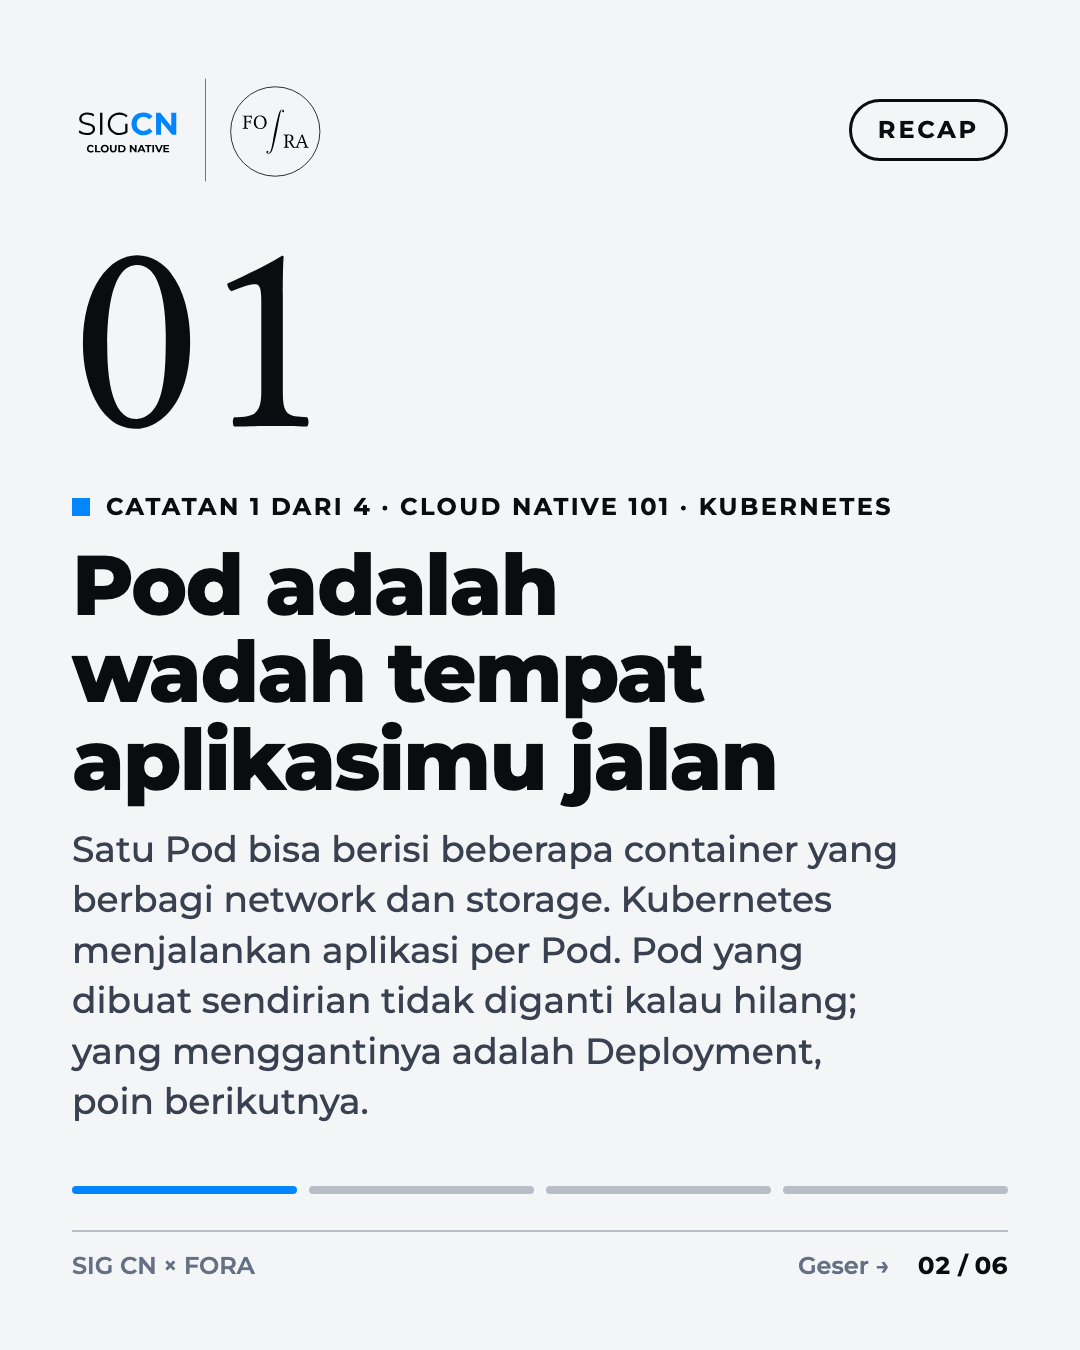 SIGCN
CLOUD NATIVE
FO
RA
RECAP
01
CATATAN 1 DARI 4 · CLOUD NATIVE 101 · KUBERNETES
Pod adalah
wadah tempat
aplikasimu jalan
Satu Pod bisa berisi beberapa container yang
berbagi network dan storage. Kubernetes
menjalankan aplikasi per Pod. Pod yang
dibuat sendirian tidak diganti kalau hilang;
yang menggantinya adalah Deployment,
poin berikutnya.
SIG CN × FORA
Geser → 02 / 06